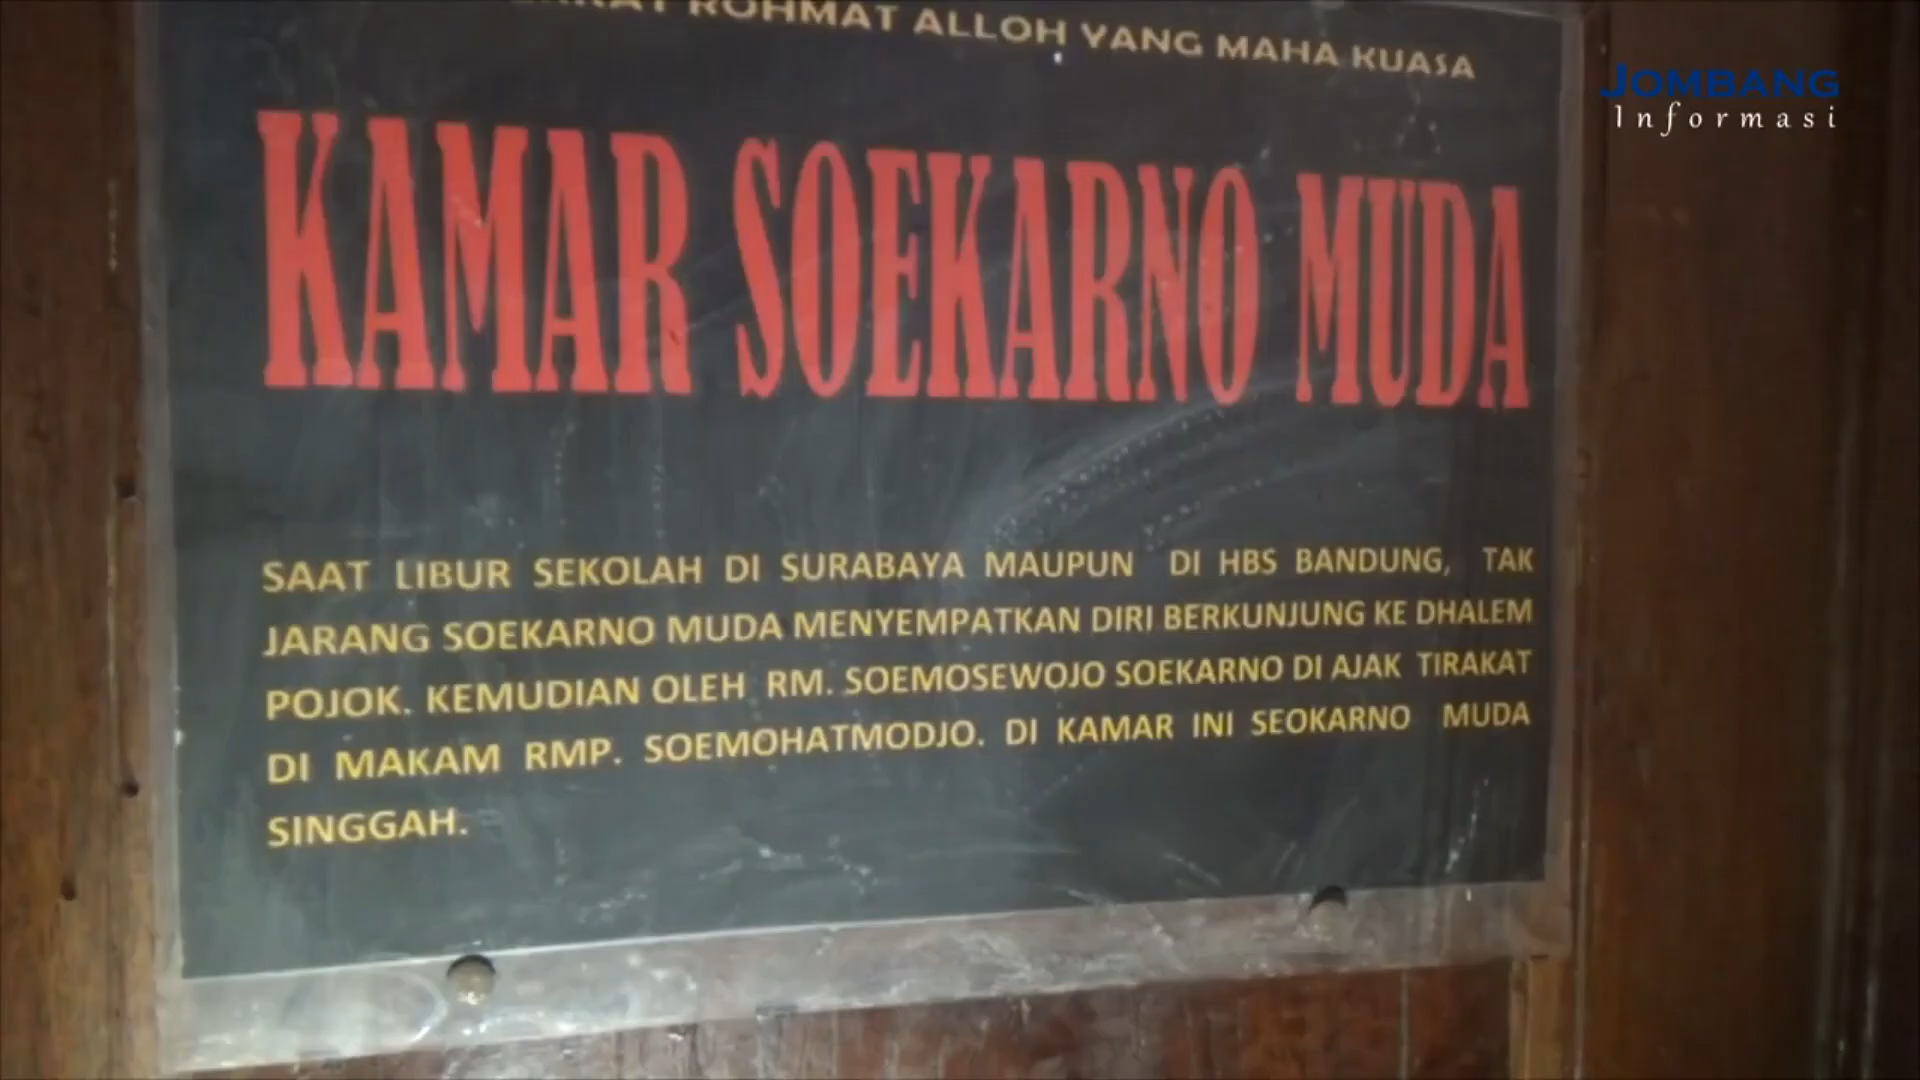 ROHMAT ALLOH YANG MAHA KUASA
JOMBANG
Informasi
KAMAR SOEKARNO MUDA
SAAT LIBUR SEKOLAH DI SURABAYA MAUPUN DI HBS BANDUNG, TAK
JARANG SOEKARNO MUDA MENYEMPATKAN DIRI BERKUNJUNG KE DHALEM
POJOK. KEMUDIAN OLEH RM. SOEMOSEWOJO SOEKARNO DI AJAK TIRAKAT
DI MAKAM RMP. SOEMOHATMODJO. DI KAMAR INI SEOKARNO MUDA
SINGGAH.